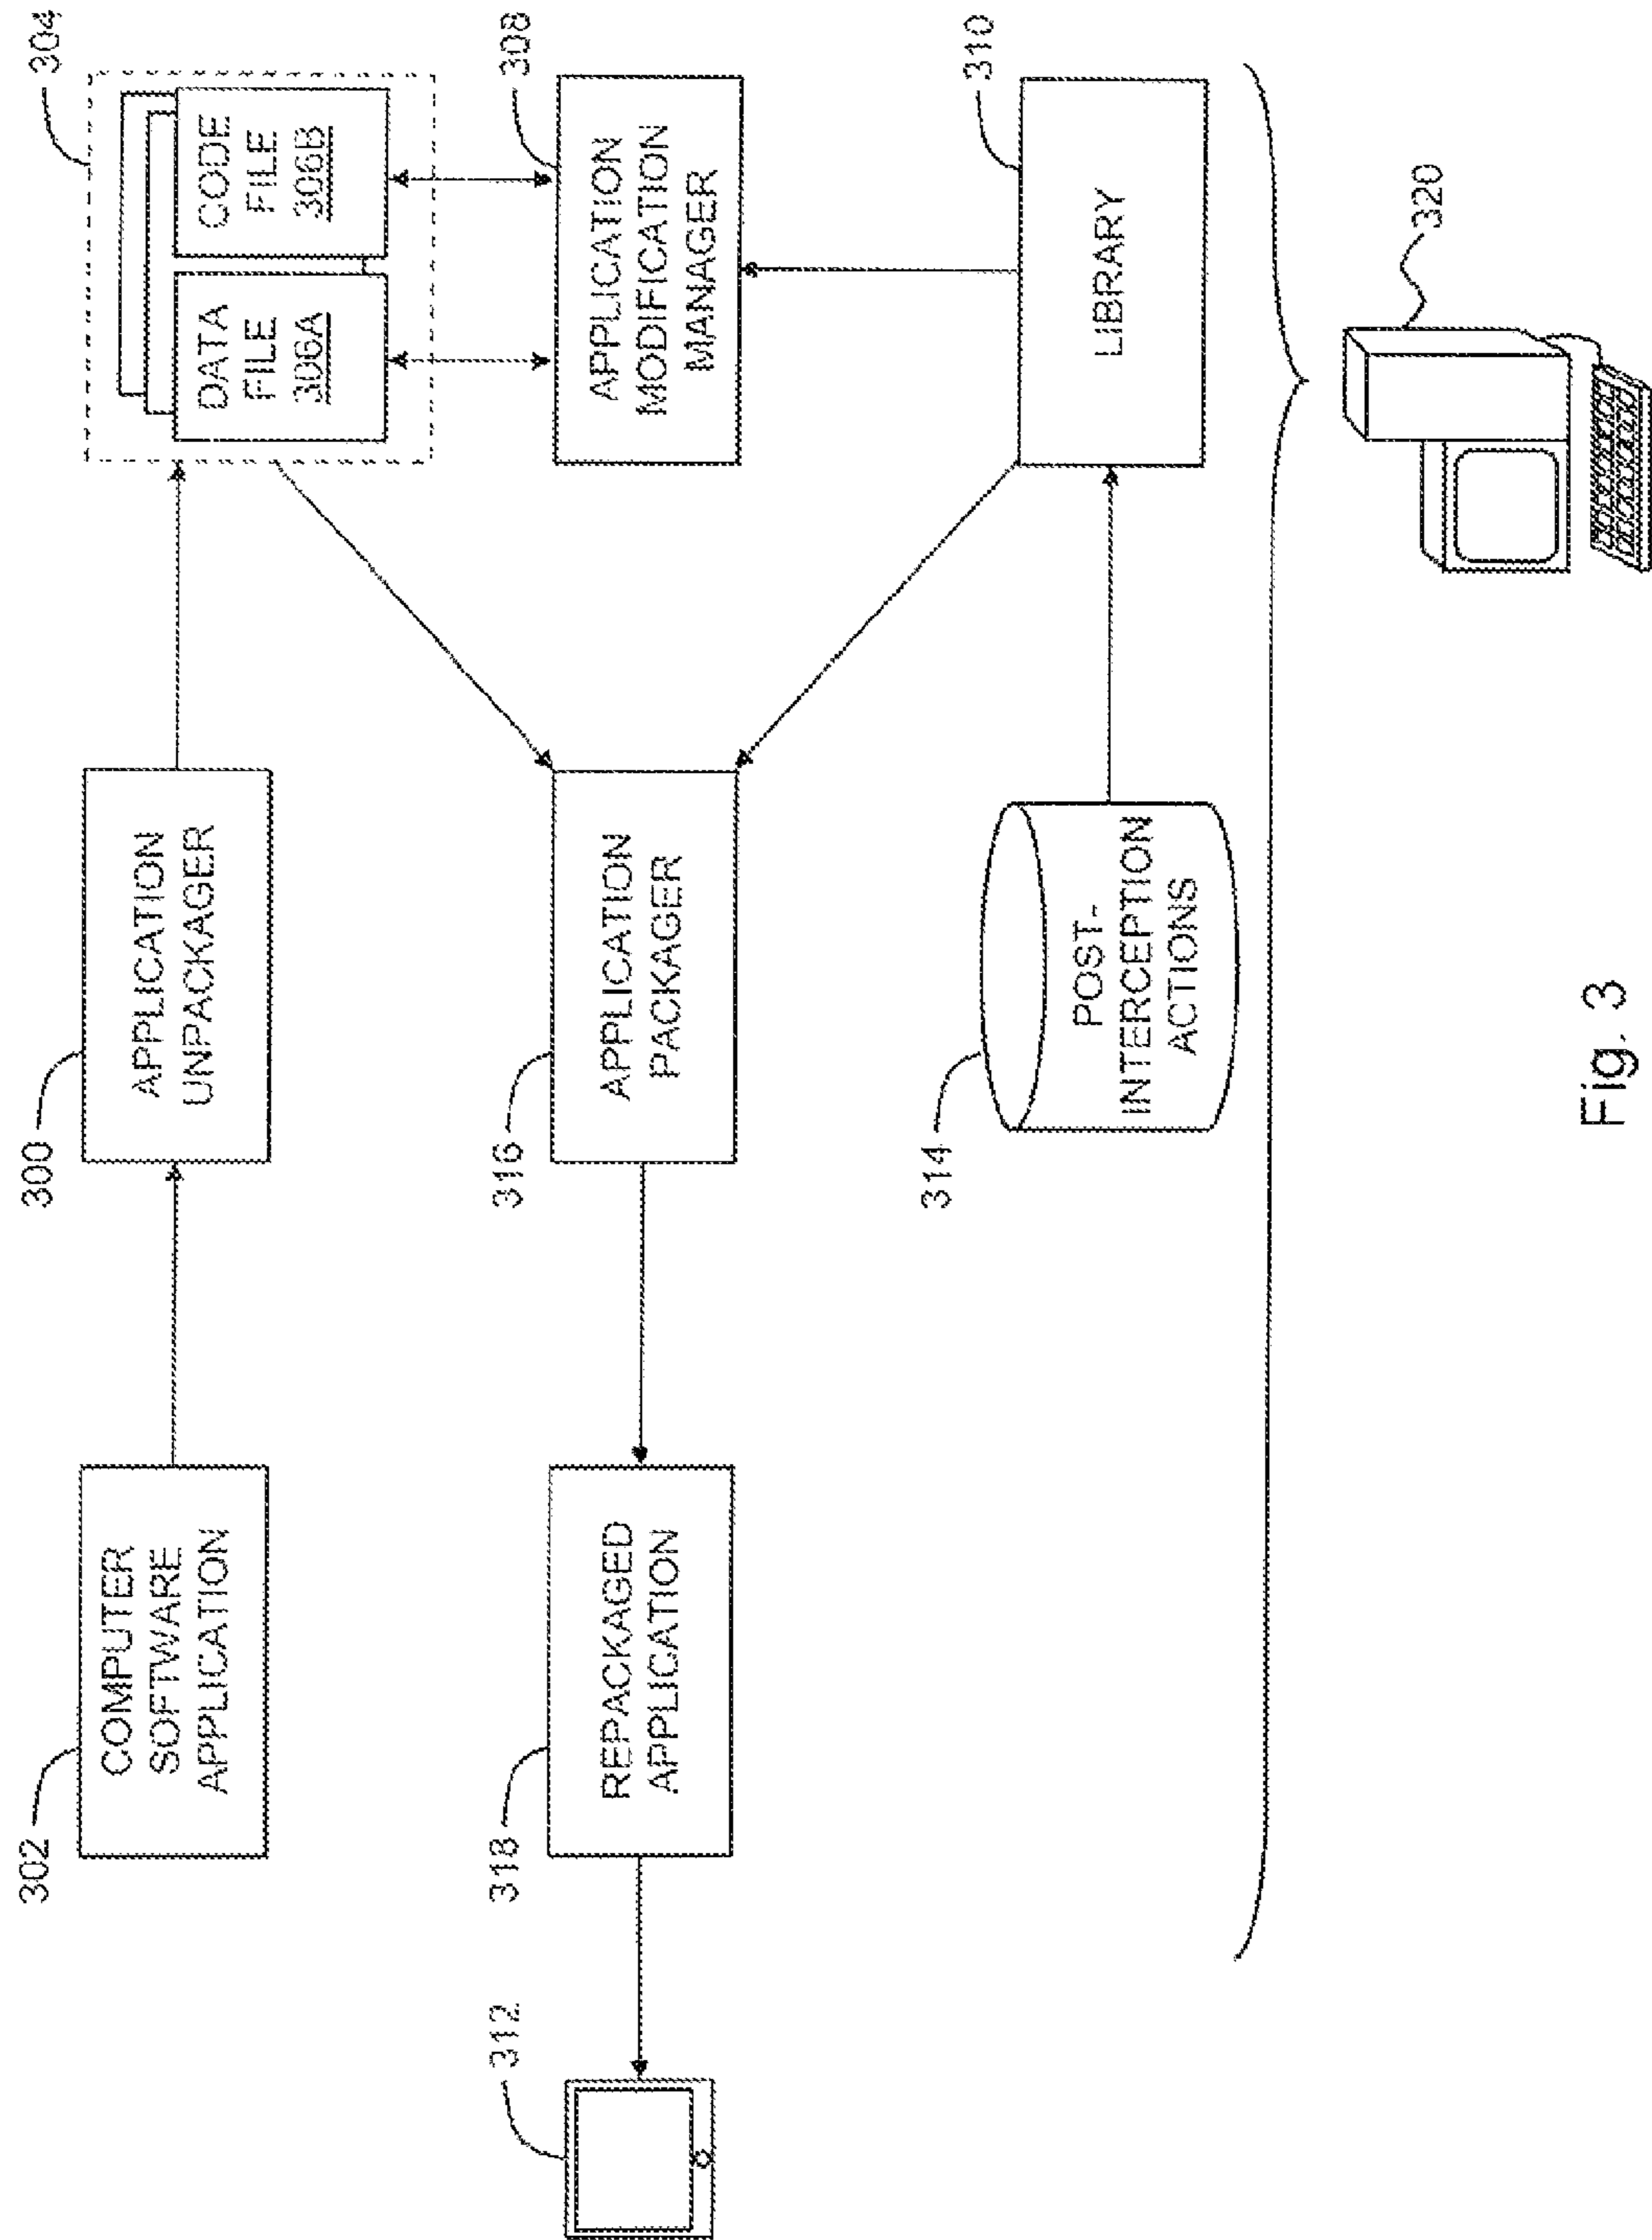 302
COMPUTER
SOFTWARE
APPLICATION
300
APPLICATION
UNPACKAGER
304
DATA
FILE
306A
CODE
FILE
306B
312
318
REPACKAGED
APPLICATION
316
APPLICATION
PACKAGER
308
APPLICATION
MODIFICATION
MANAGER
314
POST-
INTERCEPTION
ACTIONS
310
LIBRARY
320
Fig. 3